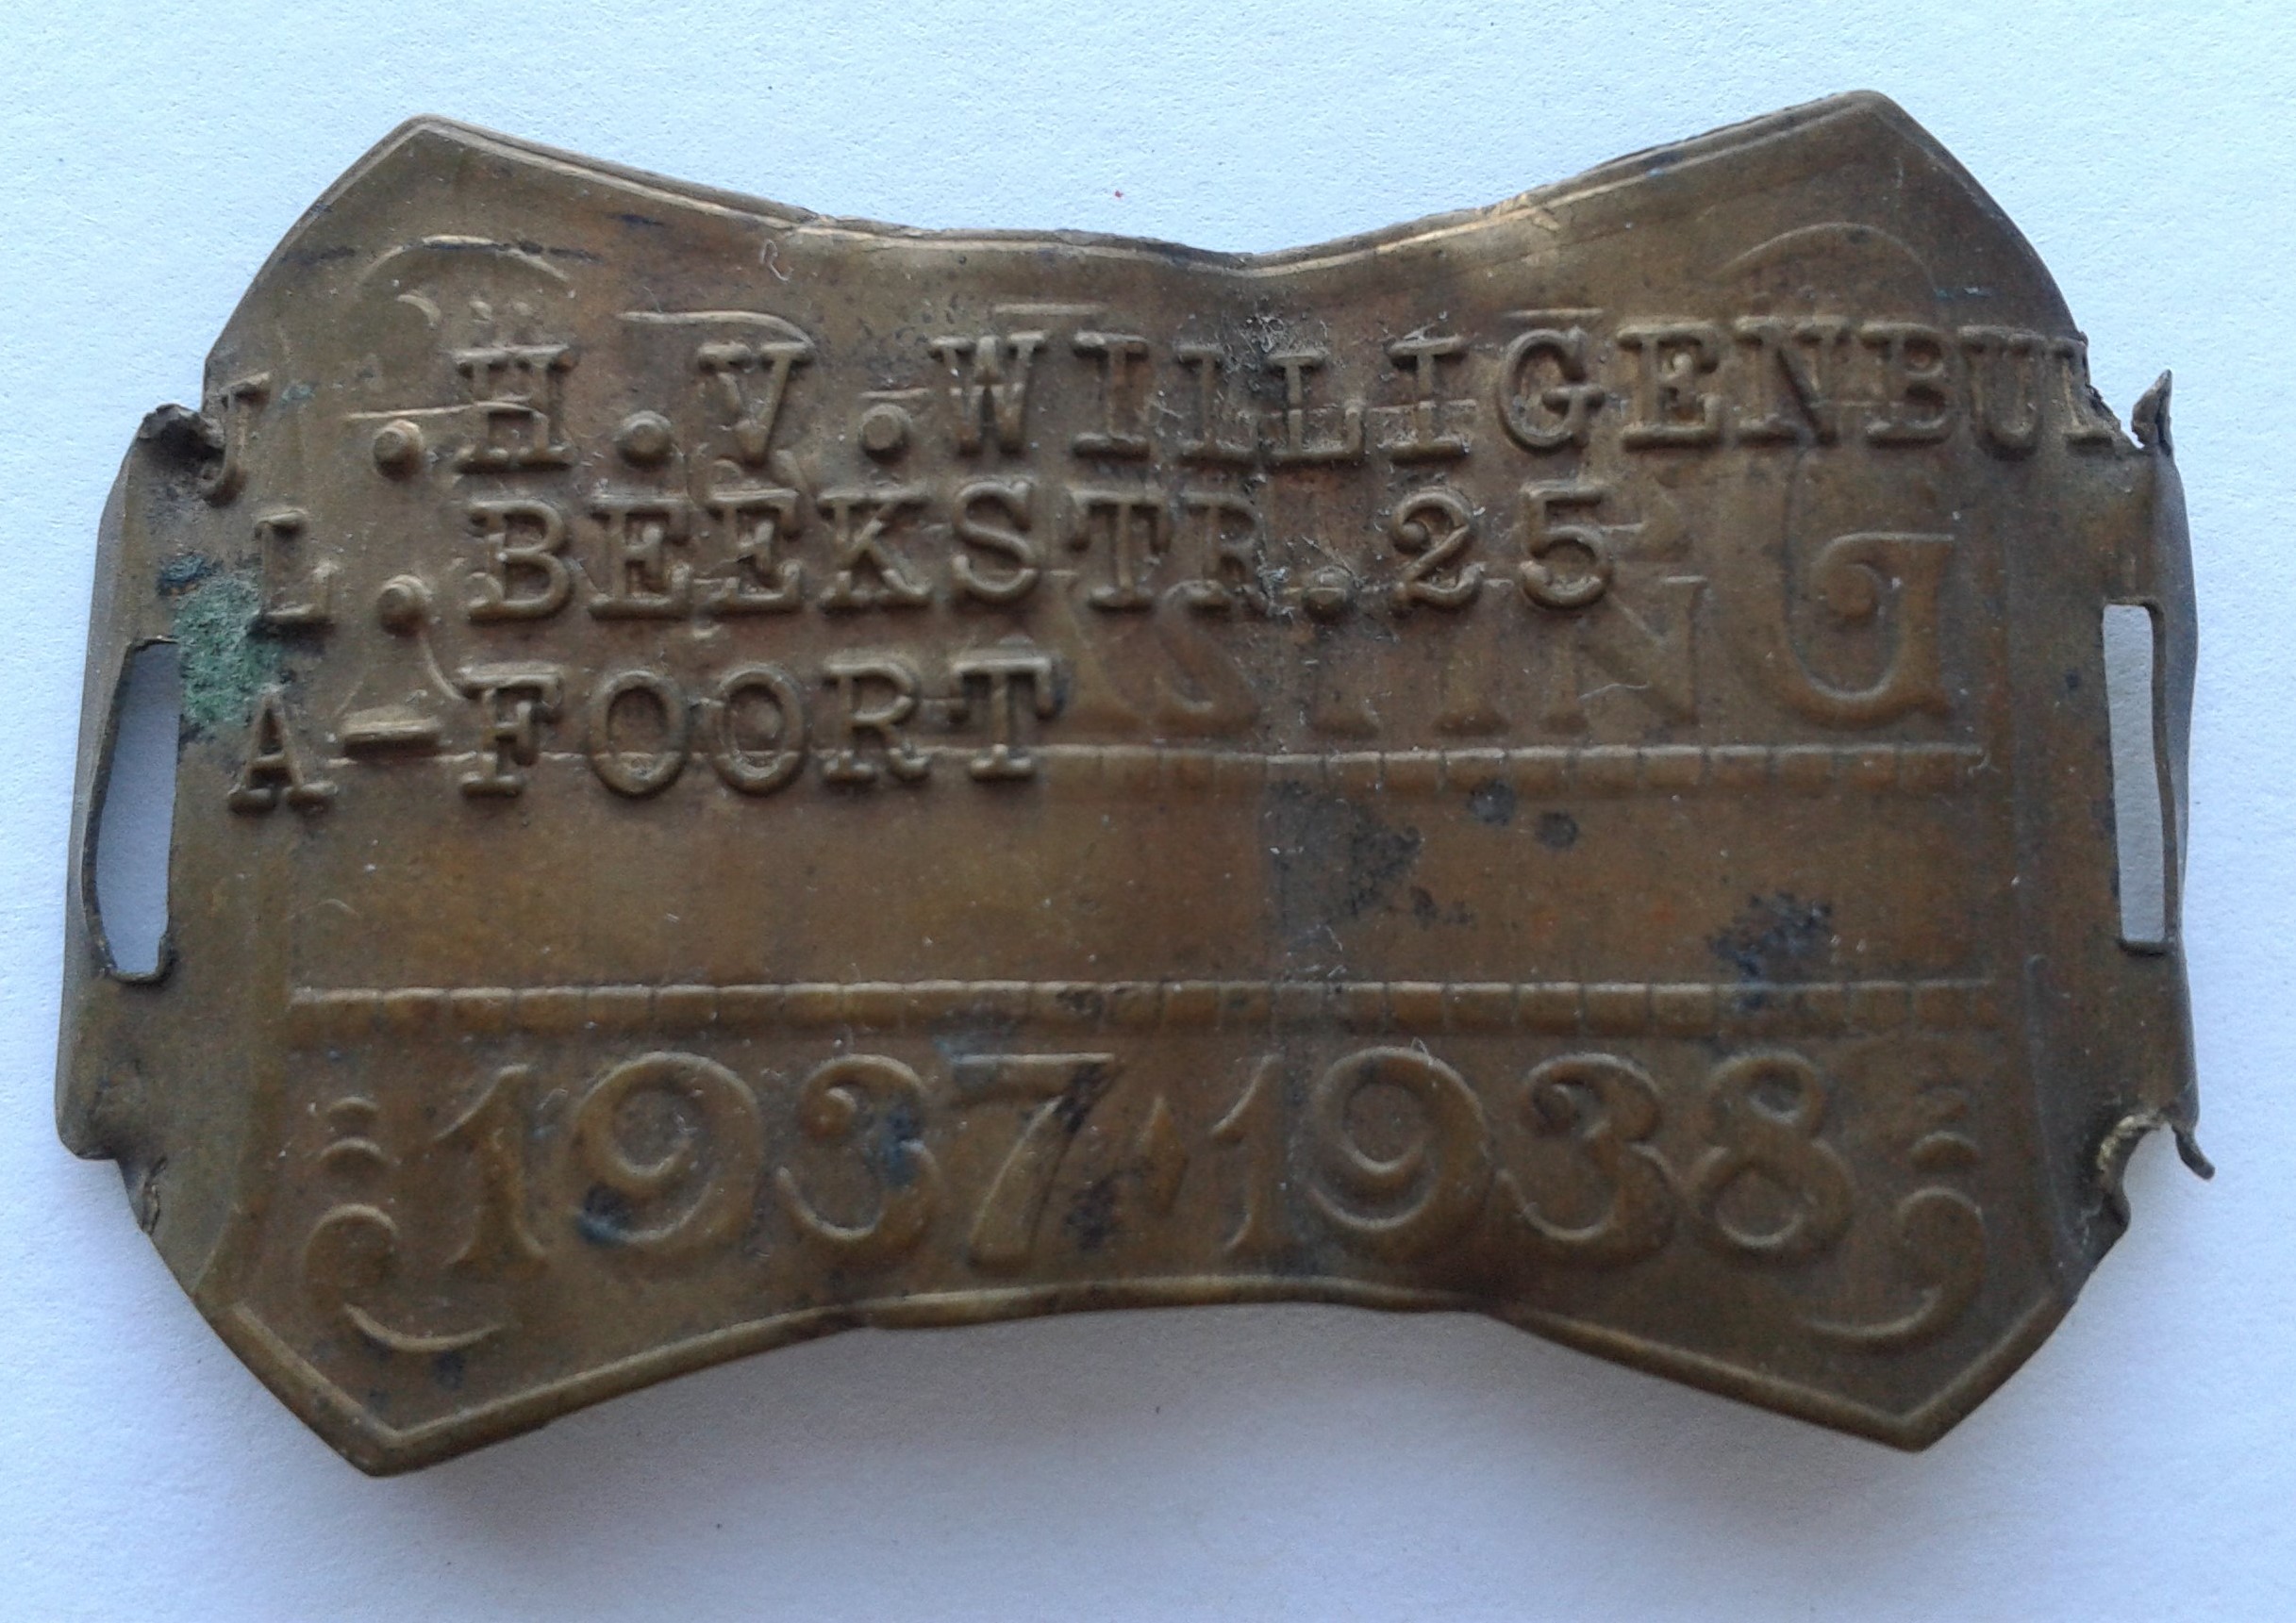 J.H.V.WILLIGENBU
L.BEEKSTR.25
A-FOORT
1937-1938